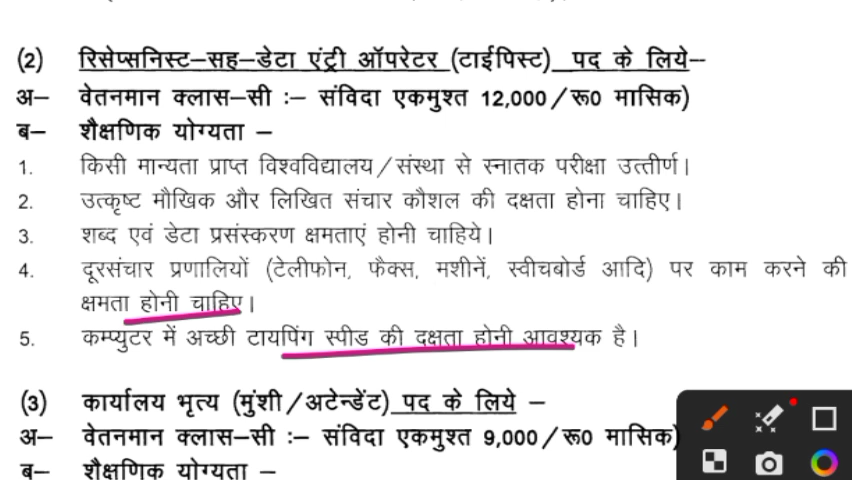 (2) रिसेप्सनिस्ट–सह–डेटा एंट्री ऑपरेटर (टाईपिस्ट) पद के लिये–
अ– वेतनमान क्लास–सी :– संविदा एकमुश्त 12,000/रू0 मासिक)
ब– शैक्षणिक योग्यता –
1. किसी मान्यता प्राप्त विश्वविद्यालय/संस्था से स्नातक परीक्षा उत्तीर्ण।
2. उत्कृष्ट मौखिक और लिखित संचार कौशल की दक्षता होना चाहिए।
3. शब्द एवं डेटा प्रसंस्करण क्षमताएं होनी चाहिये।
4. दूरसंचार प्रणालियों (टेलीफोन, फैक्स, मशीनें, स्वीचबोर्ड आदि) पर काम करने की
क्षमता होनी चाहिए।
5. कम्प्युटर में अच्छी टायपिंग स्पीड की दक्षता होनी आवश्यक है।
(3) कार्यालय भृत्य (मुंशी/अटेन्डेंट) पद के लिये –
अ– वेतनमान क्लास–सी :– संविदा एकमुश्त 9,000/रू0 मासिक)
ब– शैक्षणिक योग्यता –